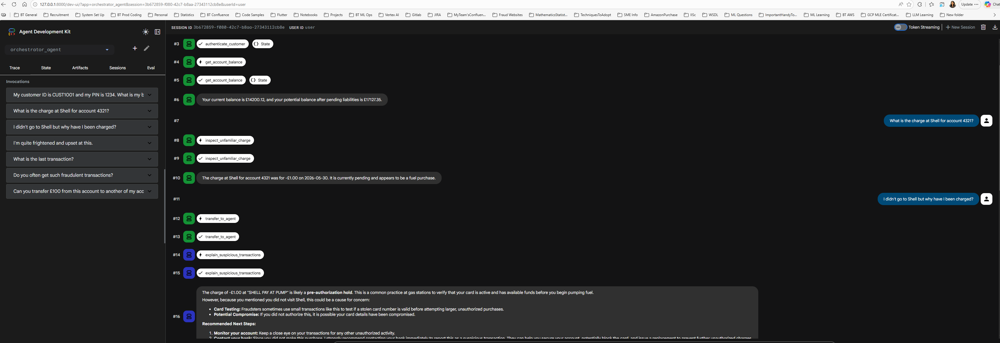 127.0.0.1:8000/dev-ui/?app=orchestrator_agent&session=3b672859-f080-42c7-b8aa-27343112cb8e&userId=user
Update
Chat
BT General
Recruitment
System Set Up
BT Prod Coding
Personal
Statistics
BT Confluence
Code Samples
Flutter
Notebooks
Projects
BT ML Ops
Vertex AI
Gitlab
JIRA
MyTeam'sConfluen...
Fraud Websites
MathematicsStatist...
TechniquesToAdopt
SME Info
AmazonPurchase
IISc
WSDL
ML Questions
ImportantHandyTo...
ML Learning
BT AWS
GCP MLE Certificat...
LLM Learning
New folder
Agent Development Kit
orchestrator_agent
Trace
State
Artifacts
Sessions
Eval
Invocations
My customer ID is CUST1001 and my PIN is 1234. What is my b
What is the charge at Shell for account 4321?
I didn't go to Shell but why have I been charged?
I'm quite frightened and upset at this.
What is the last transaction?
Do you often get such fraudulent transactions?
Can you transfer £100 from this account to another of my acc
SESSION ID 3b672859-f080-42c7-b8aa-27343112cb8e USER ID user
Token Streaming
+ New Session
#3 authenticate_customer {} State
#4 get_account_balance
#5 get_account_balance {} State
#6 Your current balance is £14200.12, and your potential balance after pending liabilities is £17127.35.
#7 What is the charge at Shell for account 4321?
#8 inspect_unfamiliar_charge
#9 inspect_unfamiliar_charge
#10 The charge at Shell for account 4321 was for -£1.00 on 2026-05-30. It is currently pending and appears to be a fuel purchase.
#11 I didn't go to Shell but why have I been charged?
#12 transfer_to_agent
#13 transfer_to_agent
#14 explain_suspicious_transactions
#15 explain_suspicious_transactions
#16
The charge of -£1.00 at "SHELL PAY AT PUMP" is likely a pre-authorization hold. This is a common practice at gas stations to verify that your card is active and has available funds before you begin pumping fuel.
However, because you mentioned you did not visit Shell, this could be a cause for concern:
• Card Testing: Fraudsters sometimes use small transactions like this to test if a stolen card number is valid before attempting larger, unauthorized purchases.
• Potential Compromise: If you did not authorize this, it is possible your card details have been compromised.
Recommended Next Steps:
1. Monitor your account: Keep a close eye on your transactions for any other unauthorized activity.
2. Contact your bank: Since you did not make this purchase, I strongly recommend contacting your bank immediately to report this as a suspicious transaction. They can help you secure your account, potentially block the card, and issue a replacement to prevent further unauthorized charges.